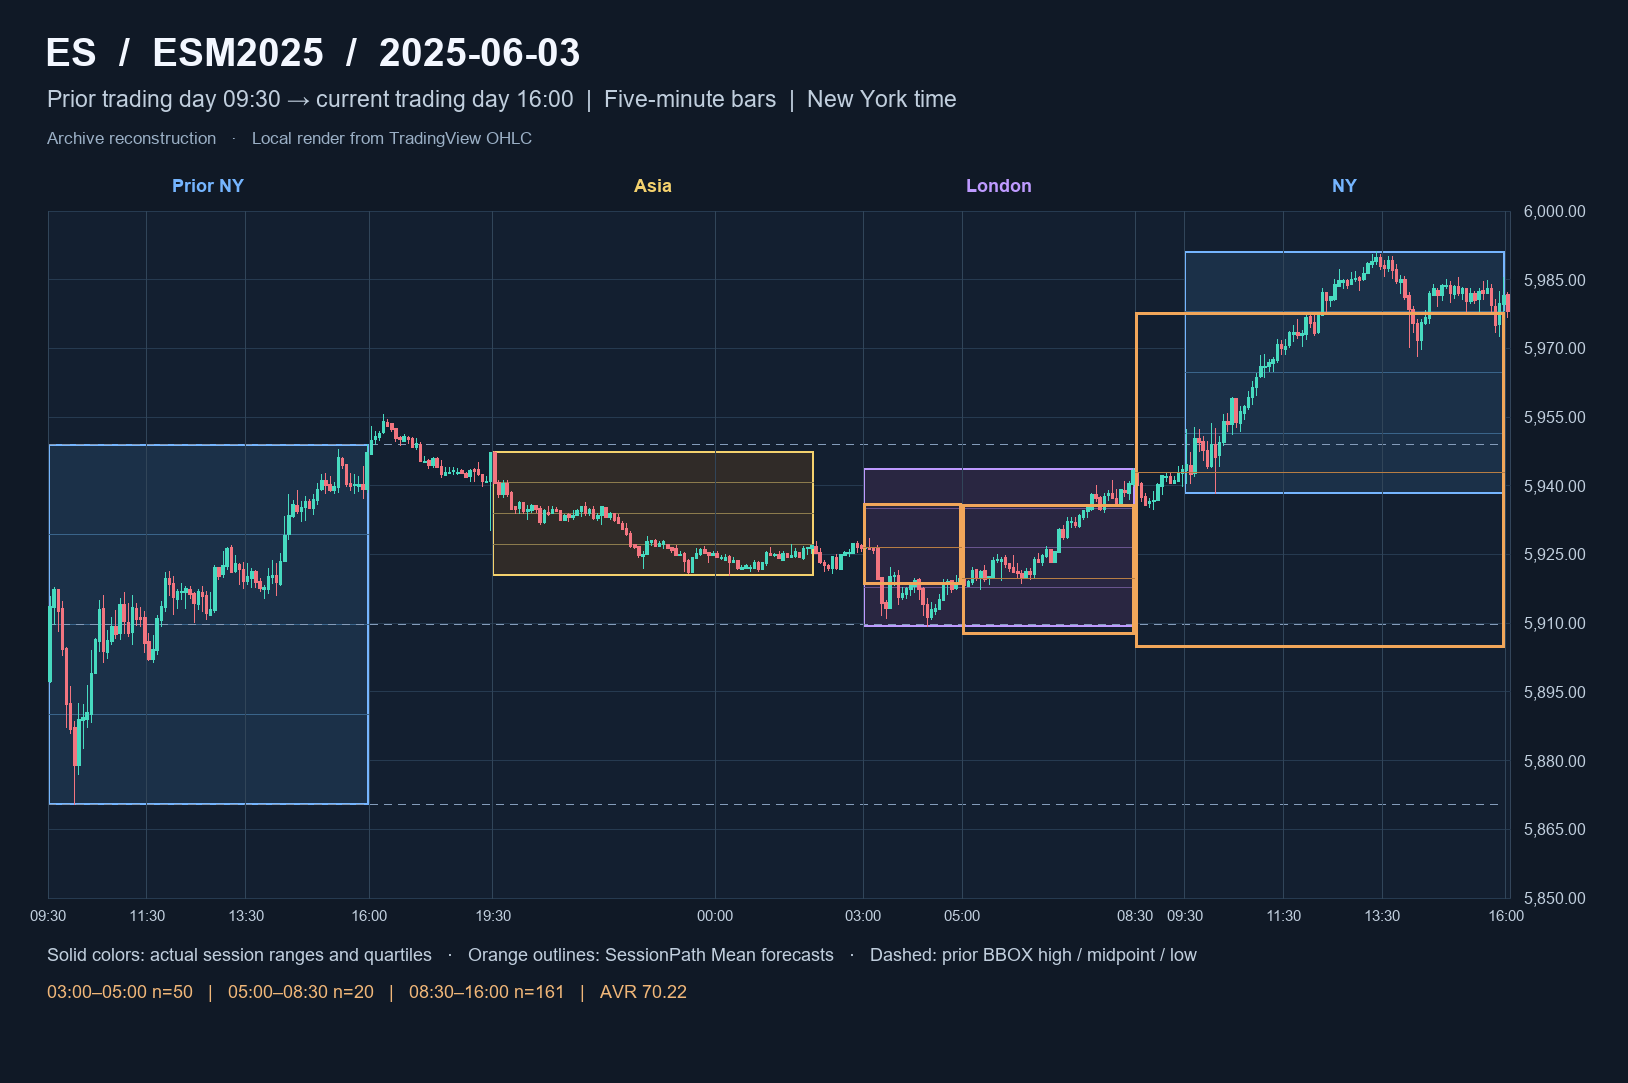 ES / ESM2025 / 2025-06-03
Prior trading day 09:30 → current trading day 16:00 | Five-minute bars | New York time
Archive reconstruction · Local render from TradingView OHLC
Prior NY Asia London NY
6,000.00
5,985.00
5,970.00
5,955.00
5,940.00
5,925.00
5,910.00
5,895.00
5,880.00
5,865.00
5,850.00
09:30 11:30 13:30 16:00 19:30 00:00 03:00 05:00 08:30 09:30 11:30 13:30 16:00
Solid colors: actual session ranges and quartiles · Orange outlines: SessionPath Mean forecasts · Dashed: prior BBOX high / midpoint / low
03:00–05:00 n=50 | 05:00–08:30 n=20 | 08:30–16:00 n=161 | AVR 70.22